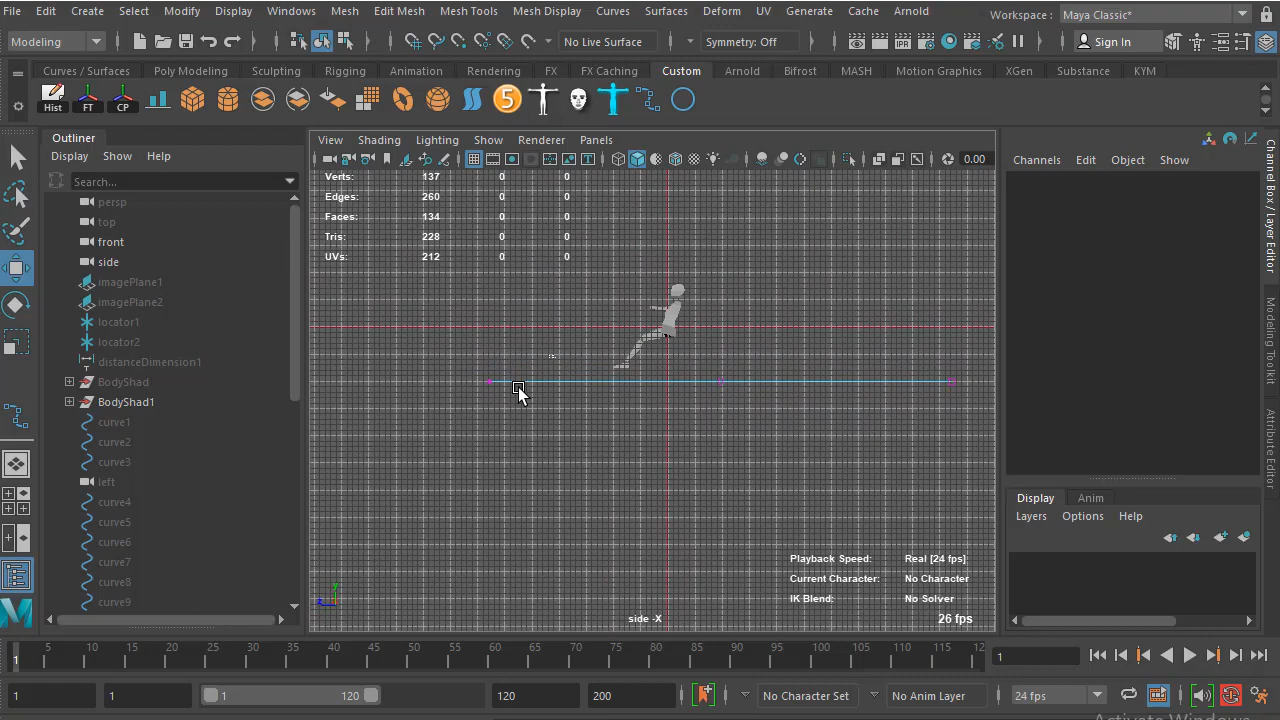 File Edit Create Select Modify Display Windows Mesh Edit Mesh Mesh Tools Mesh Display Curves Surfaces Deform UV Generate Cache Arnold Workspace: Maya Classic*
Modeling No Live Surface Symmetry: Off Sign In
Curves / Surfaces Poly Modeling Sculpting Rigging Animation Rendering FX FX Caching Custom Arnold Bifrost MASH Motion Graphics XGen Substance KYM
Hist FT CP 5
Outliner
Display Show Help
Search...
persp
top
front
side
imagePlane1
imagePlane2
locator1
locator2
distanceDimension1
BodyShad
BodyShad1
curve1
curve2
curve3
left
curve4
curve5
curve6
curve7
curve8
curve9
View Shading Lighting Show Renderer Panels
0.00
Verts: 137 0 0
Edges: 260 0 0
Faces: 134 0 0
Tris: 228 0 0
UVs: 212 0 0
Playback Speed: Real [24 fps]
Current Character: No Character
IK Blend: No Solver
y
z
side -X
26 fps
Channels Edit Object Show
Channel Box / Layer Editor
Modeling Toolkit
Attribute Editor
Display Anim
Layers Options Help
1 5 10 15 20 25 30 35 40 45 50 55 60 65 70 75 80 85 90 95 100 105 110 115 12
1
1 1 1 120 120 200 No Character Set No Anim Layer 24 fps